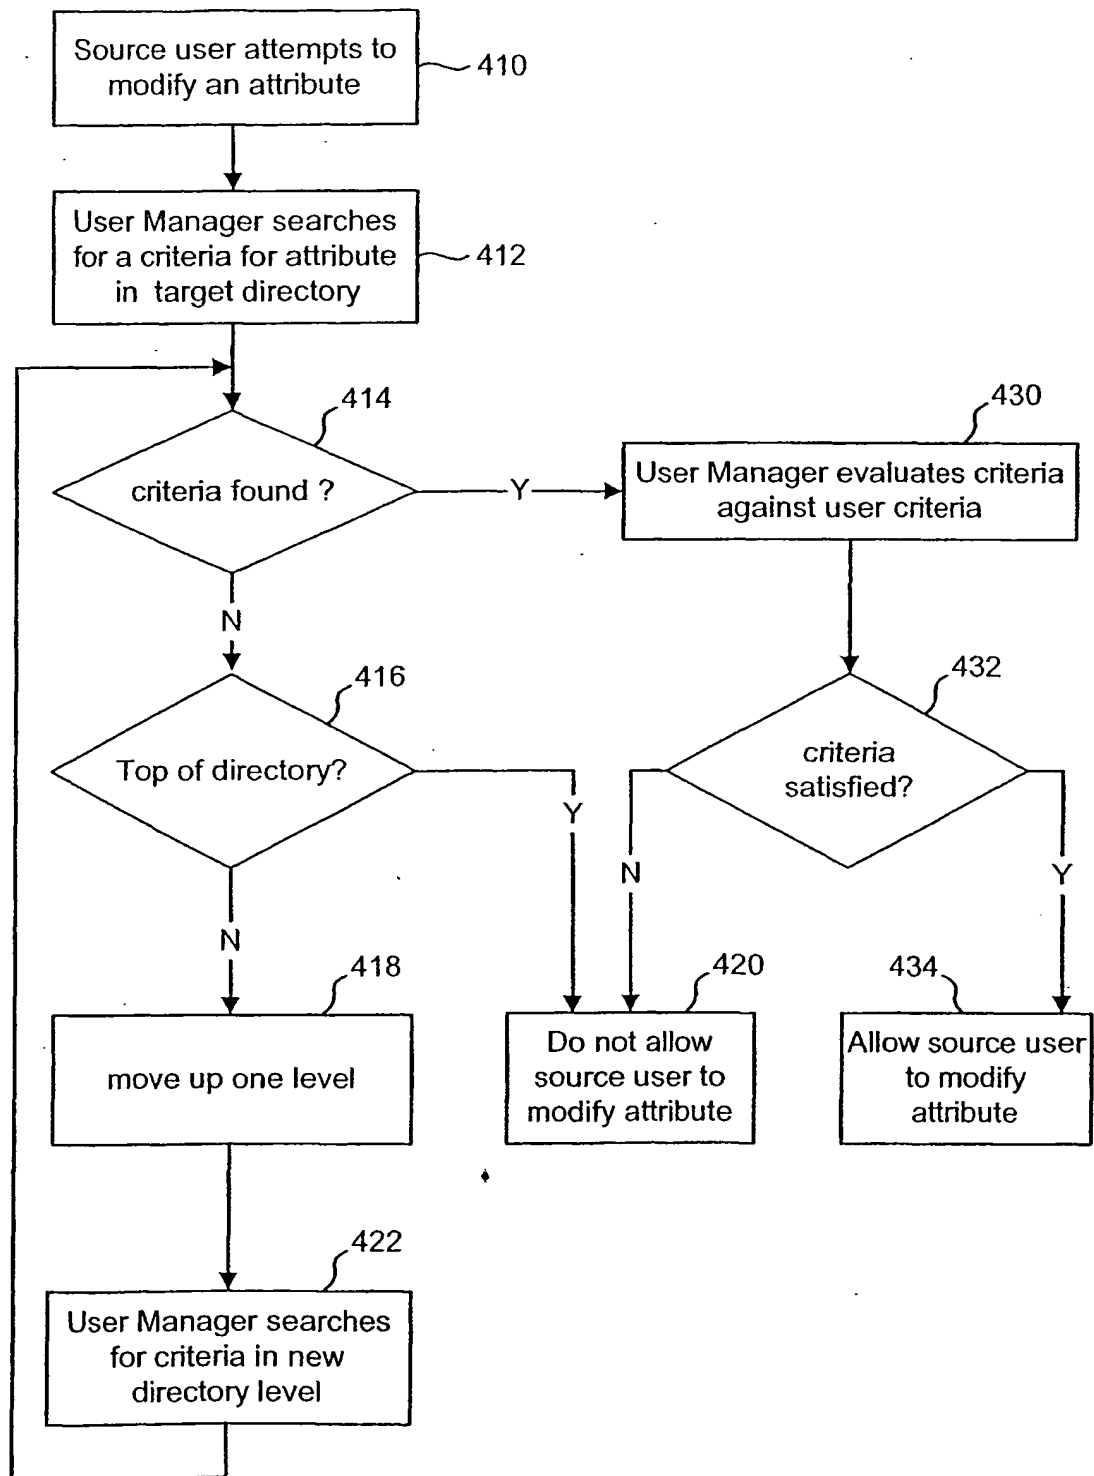 Source user attempts to
modify an attribute
410
User Manager searches
for a criteria for attribute
in target directory
412
414
criteria found ?
Y
430
User Manager evaluates criteria
against user criteria
N
416
Top of directory?
Y
432
criteria
satisfied?
N
Y
N
418
move up one level
420
Do not allow
source user to
modify attribute
434
Allow source user
to modify
attribute
422
User Manager searches
for criteria in new
directory level